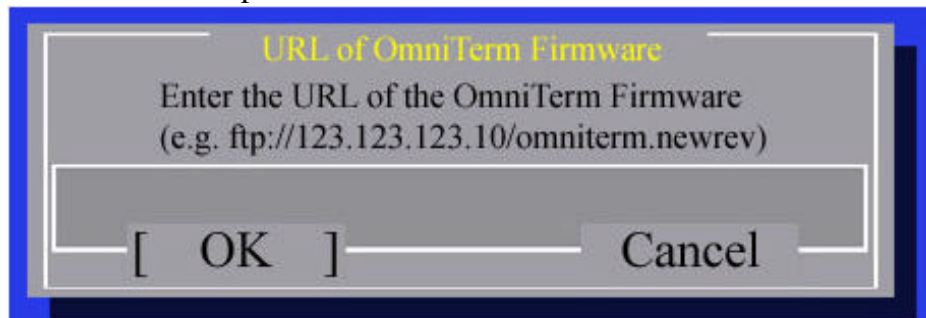 URL of OmniTerm Firmware
Enter the URL of the OmniTerm Firmware
(e.g. ftp://123.123.123.10/omniterm.newrev)
[ OK ] Cancel